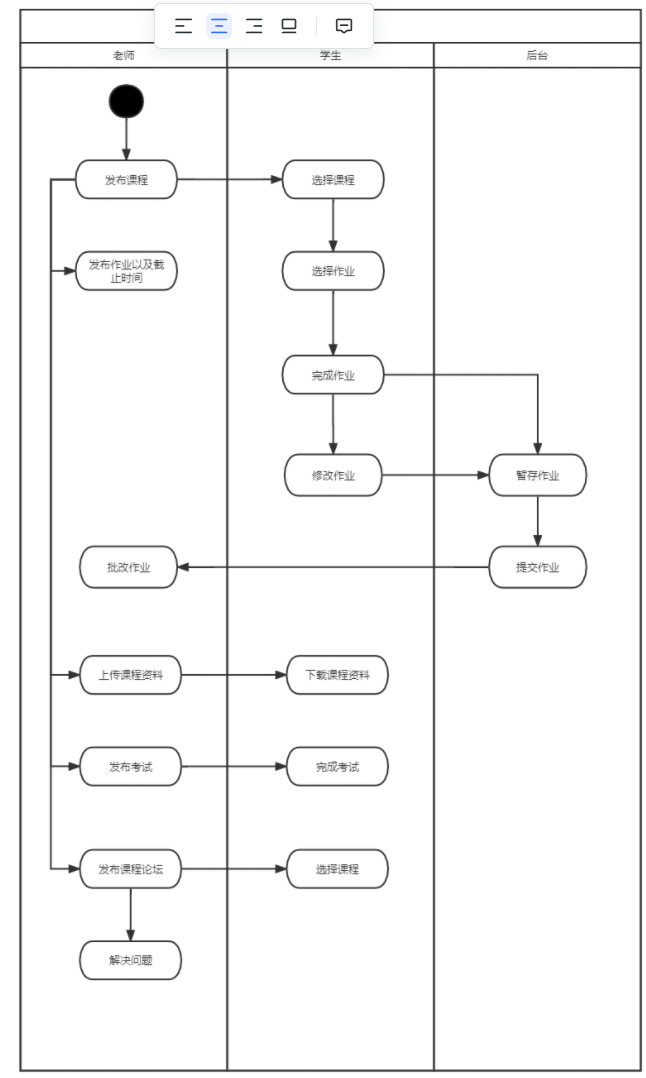 老师
学生
后台
发布课程
选择课程
发布作业以及截
止时间
选择作业
完成作业
修改作业
暂存作业
批改作业
提交作业
上传课程资料
下载课程资料
发布考试
完成考试
发布课程论坛
选择课程
解决问题